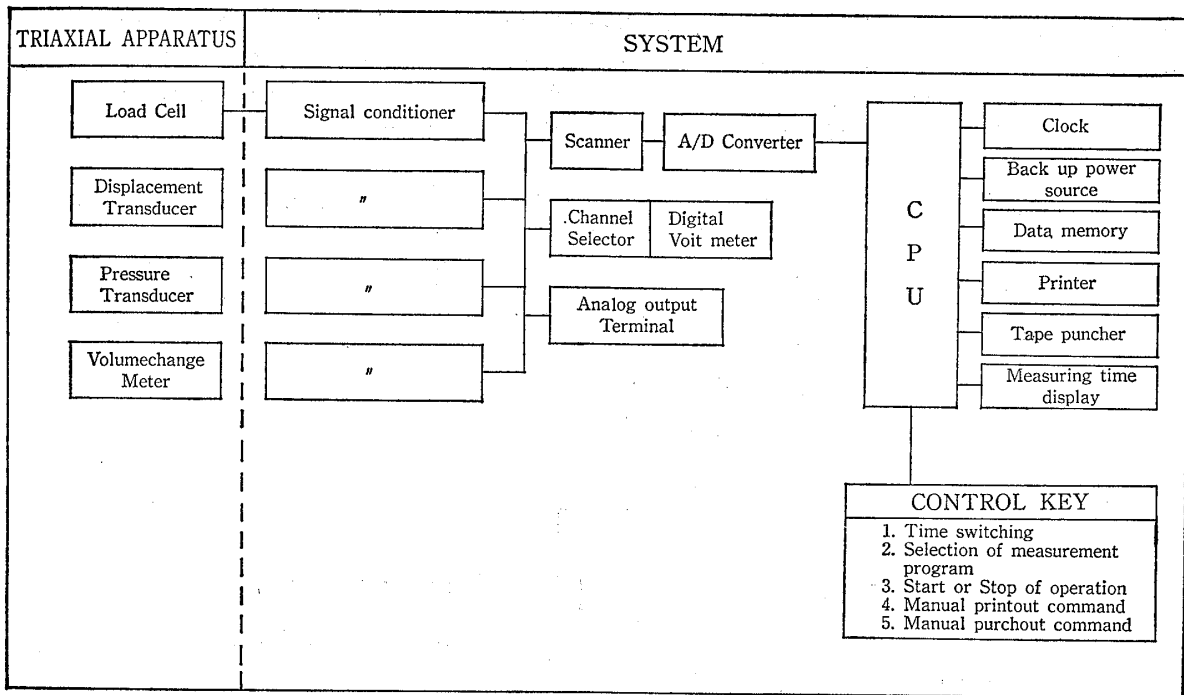 TRIAXIAL APPARATUS
SYSTEM
Load Cell
Signal conditioner
Displacement
Transducer
〃
Pressure
Transducer
〃
Volumechange
Meter
〃
Scanner
A/D Converter
.Channel
Selector
Digital
Voit meter
Analog output
Terminal
C
P
U
Clock
Back up power
source
Data memory
Printer
Tape puncher
Measuring time
display
CONTROL KEY
1. Time switching
2. Selection of measurement
program
3. Start or Stop of operation
4. Manual printout command
5. Manual purchout command